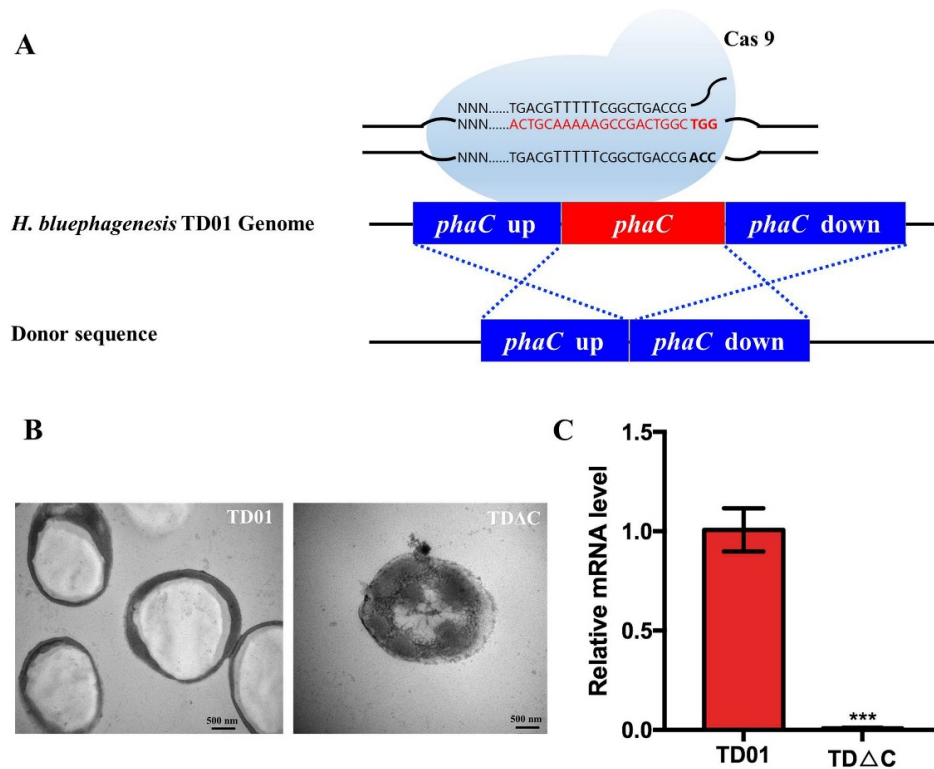 A
Cas 9
NNN......TGACGTTTTTCGGCTGACCG
NNN......ACTGCAAAAAGCCGACTGGC TGG
NNN......TGACGTTTTTCGGCTGACCG ACC
H. bluephagenesis TD01 Genome
phaC up
phaC
phaC down
Donor sequence
phaC up
phaC down
B
TD01
500 nm
TDΔC
500 nm
C
Relative mRNA level
1.5
1.0
0.5
0.0
***
TD01
TD△C